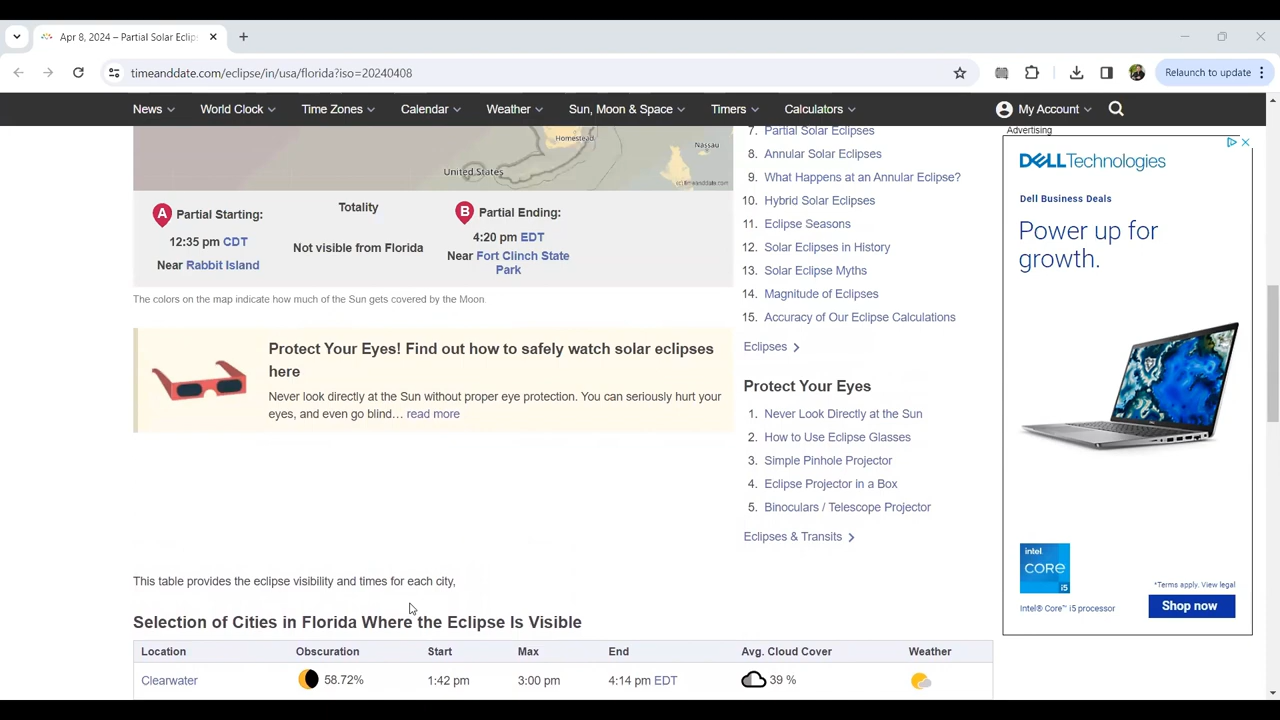 Apr 8, 2024 – Partial Solar Eclips
timeanddate.com/eclipse/in/usa/florida?iso=20240408
Relaunch to update
News
World Clock
Time Zones
Calendar
Weather
Sun, Moon & Space
Timers
Calculators
My Account
Homestead
Nassau
United States
(c) timeanddate.com
A
Partial Starting:
12:35 pm CDT
Near Rabbit Island
Totality
Not visible from Florida
B
Partial Ending:
4:20 pm EDT
Near Fort Clinch State
Park
The colors on the map indicate how much of the Sun gets covered by the Moon.
Protect Your Eyes! Find out how to safely watch solar eclipses
here
Never look directly at the Sun without proper eye protection. You can seriously hurt your
eyes, and even go blind… read more
This table provides the eclipse visibility and times for each city,
Selection of Cities in Florida Where the Eclipse Is Visible
Location Obscuration Start Max End Avg. Cloud Cover Weather
Clearwater 58.72% 1:42 pm 3:00 pm 4:14 pm EDT 39 %
7. Partial Solar Eclipses
8. Annular Solar Eclipses
9. What Happens at an Annular Eclipse?
10. Hybrid Solar Eclipses
11. Eclipse Seasons
12. Solar Eclipses in History
13. Solar Eclipse Myths
14. Magnitude of Eclipses
15. Accuracy of Our Eclipse Calculations
Eclipses
Protect Your Eyes
1. Never Look Directly at the Sun
2. How to Use Eclipse Glasses
3. Simple Pinhole Projector
4. Eclipse Projector in a Box
5. Binoculars / Telescope Projector
Eclipses & Transits
Advertising
DELLTechnologies
Dell Business Deals
Power up for
growth.
intel
CORE
i5
*Terms apply. View legal
Intel® Core™ i5 processor
Shop now